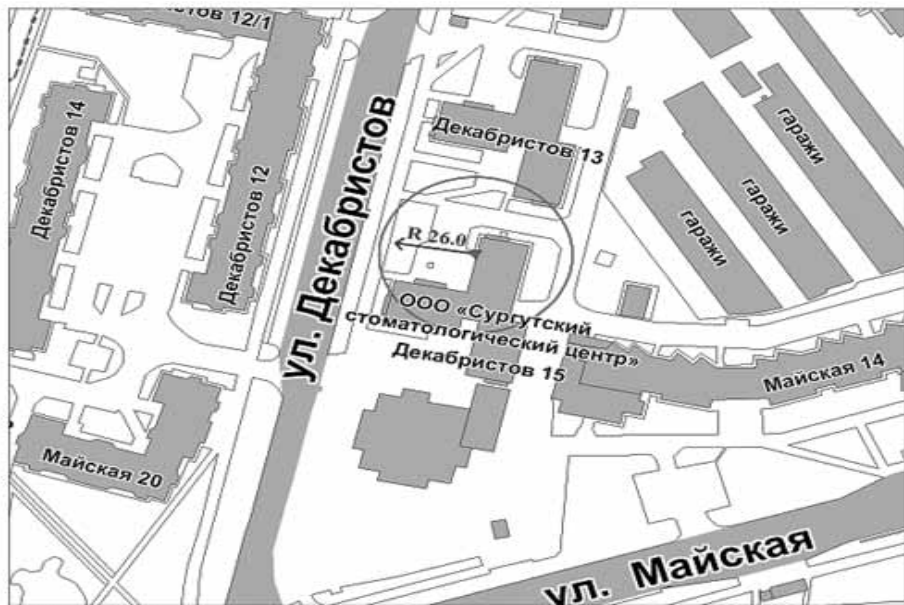 стов 12/1
Декабристов 14
Декабристов 12
ул. Декабристов
Декабристов 13
гаражи
гаражи
гаражи
R 26.0
ООО «Сургутский
стоматологический центр»
Декабристов 15
Майская 14
Майская 20
ул. Майская